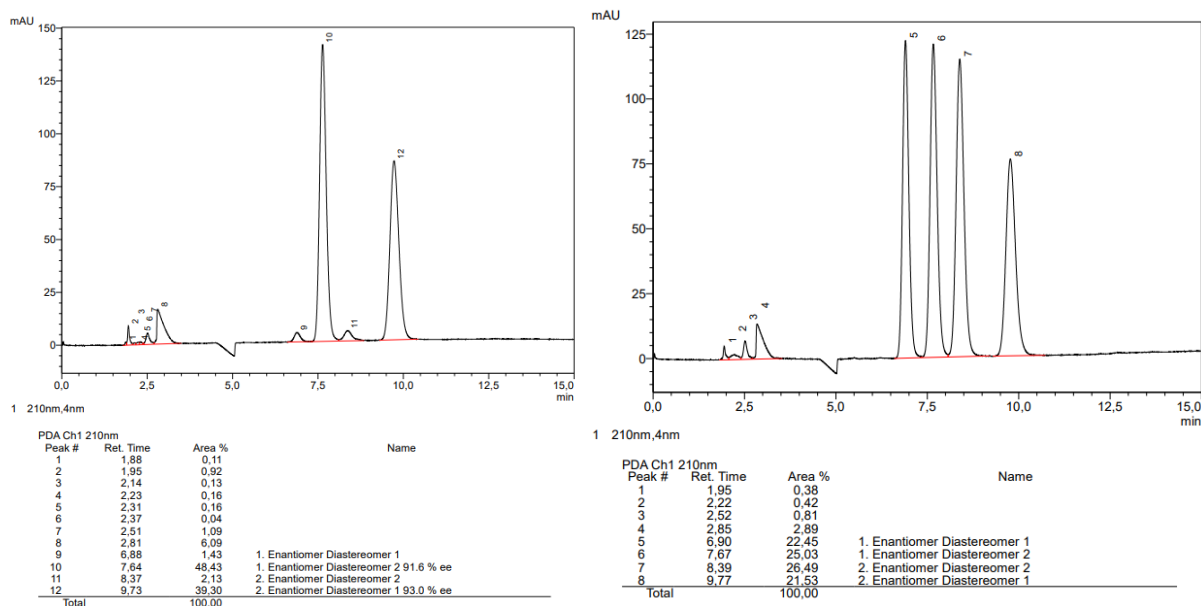 mAU
150
10
125
100
12
75
50
25
1 2 3 4 5 6 7 8
9
11
0
0,0 2,5 5,0 7,5 10,0 12,5 15,0
min
1 210nm,4nm
PDA Ch1 210nm
Peak # Ret. Time Area % Name
1 1,88 0,11
2 1,95 0,92
3 2,14 0,13
4 2,23 0,16
5 2,31 0,16
6 2,37 0,04
7 2,51 1,09
8 2,81 6,09
9 6,88 1,43 1. Enantiomer Diastereomer 1
10 7,64 48,43 1. Enantiomer Diastereomer 2 91.6 % ee
11 8,37 2,13 2. Enantiomer Diastereomer 2
12 9,73 39,30 2. Enantiomer Diastereomer 1 93.0 % ee
Total 100,00
mAU
125
5 6 7
100
75
8
50
25
1 2 3 4
0
0,0 2,5 5,0 7,5 10,0 12,5 15,0
min
1 210nm,4nm
PDA Ch1 210nm
Peak # Ret. Time Area % Name
1 1,95 0,38
2 2,22 0,42
3 2,52 0,81
4 2,85 2,89
5 6,90 22,45 1. Enantiomer Diastereomer 1
6 7,67 25,03 1. Enantiomer Diastereomer 2
7 8,39 26,49 2. Enantiomer Diastereomer 2
8 9,77 21,53 2. Enantiomer Diastereomer 1
Total 100,00